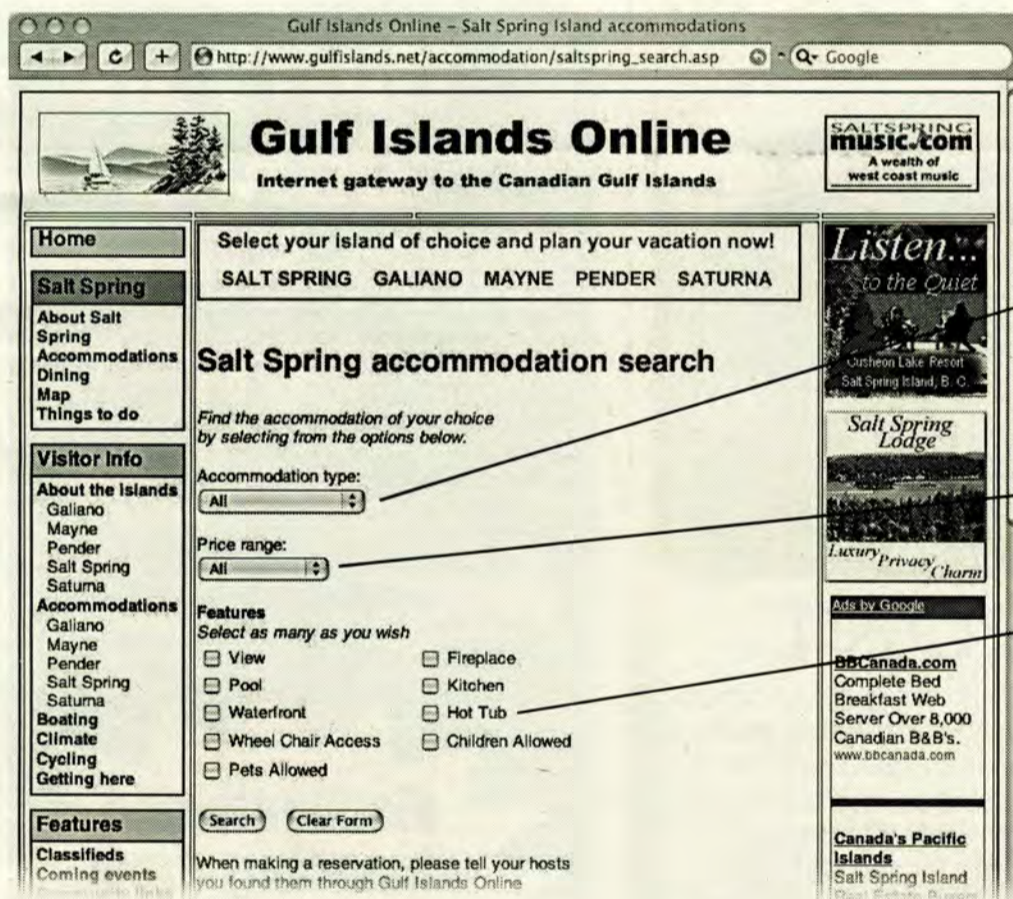 Gulf Islands Online – Salt Spring Island accommodations
http://www.gulfislands.net/accommodation/saltspring_search.asp
Google
Gulf Islands Online
Internet gateway to the Canadian Gulf Islands
SALTSPRING
music.com
A wealth of
west coast music
Home
Salt Spring
About Salt
Spring
Accommodations
Dining
Map
Things to do
Visitor Info
About the Islands
Galiano
Mayne
Pender
Salt Spring
Saturna
Accommodations
Galiano
Mayne
Pender
Salt Spring
Saturna
Boating
Climate
Cycling
Getting here
Features
Classifieds
Coming events
Community links
Select your island of choice and plan your vacation now!
SALT SPRING GALIANO MAYNE PENDER SATURNA
Salt Spring accommodation search
Find the accommodation of your choice
by selecting from the options below.
Accommodation type:
All
Price range:
All
Features
Select as many as you wish
View
Fireplace
Pool
Kitchen
Waterfront
Hot Tub
Wheel Chair Access
Children Allowed
Pets Allowed
Search
Clear Form
When making a reservation, please tell your hosts
you found them through Gulf Islands Online
Listen...
to the Quiet
Cusheon Lake Resort
Salt Spring Island, B. C.
Salt Spring
Lodge
Luxury Privacy Charm
Ads by Google
BBCanada.com
Complete Bed
Breakfast Web
Server Over 8,000
Canadian B&B's.
www.bbcanada.com
Canada's Pacific
Islands
Salt Spring Island
Real Estate Buyers